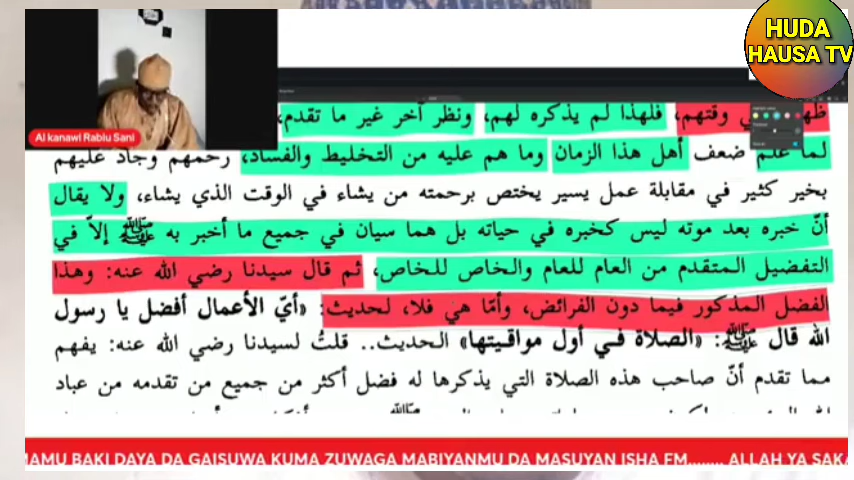 HUDA
HAUSA TV
Al kanawi Rabiu Sani
وقتهم، فلهذا لم يذكره لهم، ونظر آخر غير ما تقدم،
لما علم ضعف أهل هذا الزمان وما هم عليه من التخليط والفساد، رحمهم وجاد عليهم
بخير كثير في مقابلة عمل يسير يختص برحمته من يشاء في الوقت الذي يشاء، ولا يقال
أنّ خبره بعد موته ليس كخبره في حياته بل هما سيان في جميع ما أخبر به ﷺ إلاّ في
التفضيل المتقدم من العام للعام والخاص للخاص، ثم قال سيدنا رضي الله عنه: وهذا
الفضل المذكور فيما دون الفرائض، وأمّا هي فلا، لحديث: «أيّ الأعمال أفضل يا رسول
الله قال ﷺ: «الصلاة في أول مواقيتها» الحديث.. قلتُ لسيدنا رضي الله عنه: يفهم
مما تقدم أنّ صاحب هذه الصلاة التي يذكرها له فضل أكثر من جميع من تقدمه من عباد
MAMU BAKI DAYA DA GAISUWA KUMA ZUWAGA MABIYANMU DA MASUYAN ISHA FM........ ALLAH YA SAKA